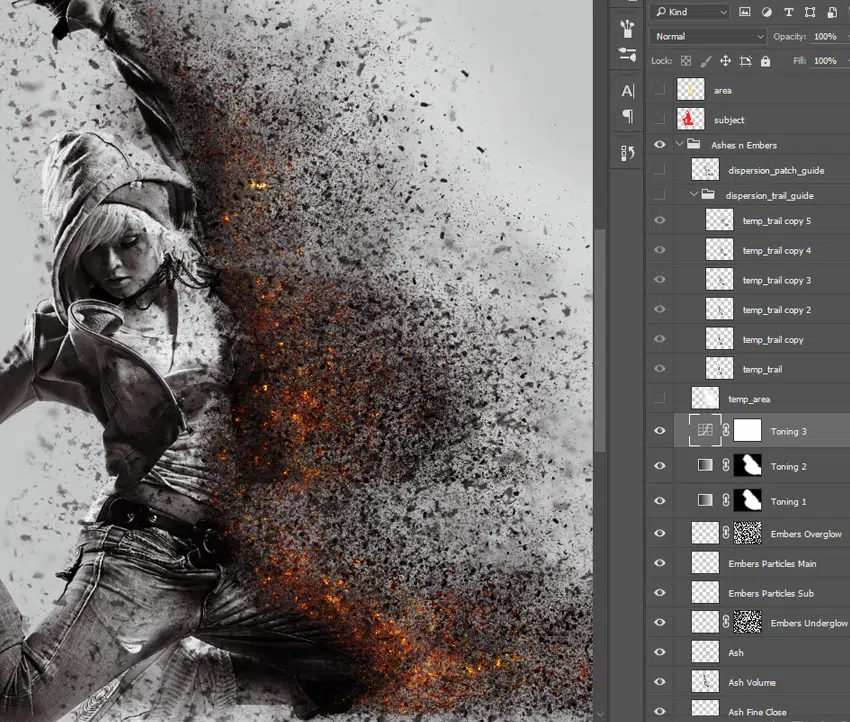 Kind
Normal
Opacity: 100%
Lock:
Fill: 100%
area
subject
Ashes n Embers
dispersion_patch_guide
dispersion_trail_guide
temp_trail copy 5
temp_trail copy 4
temp_trail copy 3
temp_trail copy 2
temp_trail copy
temp_trail
temp_area
Toning 3
Toning 2
Toning 1
Embers Overglow
Embers Particles Main
Embers Particles Sub
Embers Underglow
Ash
Ash Volume
Ash Fine Close